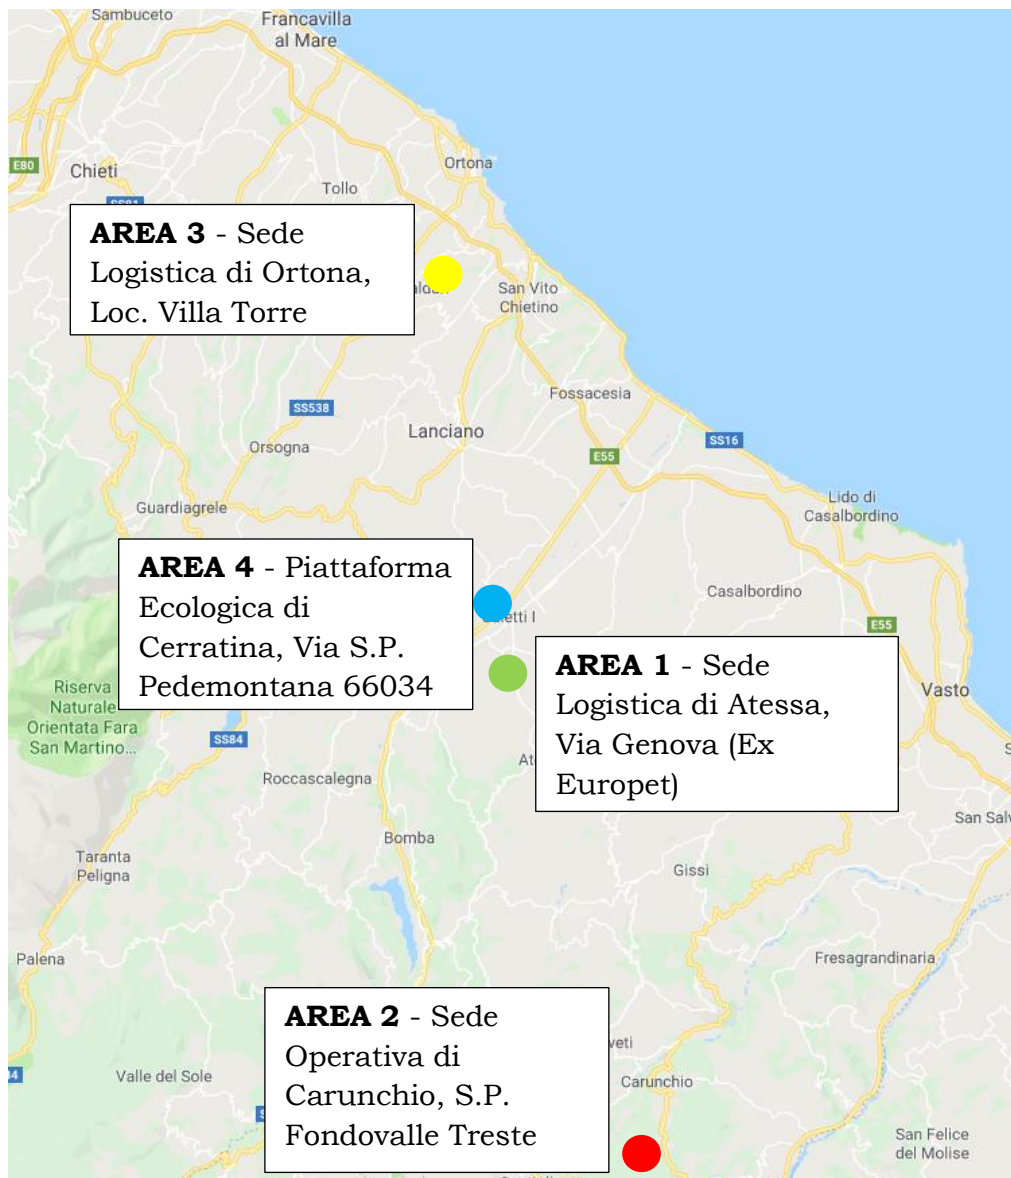 Sambuceto
Francavilla
al Mare
E80
Chieti
Ortona
Tollo
SS81
AREA 3 - Sede
Logistica di Ortona,
Loc. Villa Torre
San Vito
Chietino
Fossacesia
SS538
Lanciano
SS16
Orsogna
E55
Guardiagrele
Lido di
Casalbordino
AREA 4 - Piattaforma
Ecologica di
Cerratina, Via S.P.
Pedemontana 66034
Casalbordino
E55
AREA 1 - Sede
Logistica di Atessa,
Via Genova (Ex
Europet)
Riserva
Naturale
Orientata Fara
San Martino...
Vasto
SS84
At
Roccascalegna
Bomba
San Salv
Taranta
Peligna
Gissi
Palena
Fresagrandinaria
AREA 2 - Sede
Operativa di
Carunchio, S.P.
Fondovalle Treste
veti
Valle del Sole
Carunchio
San Felice
del Molise